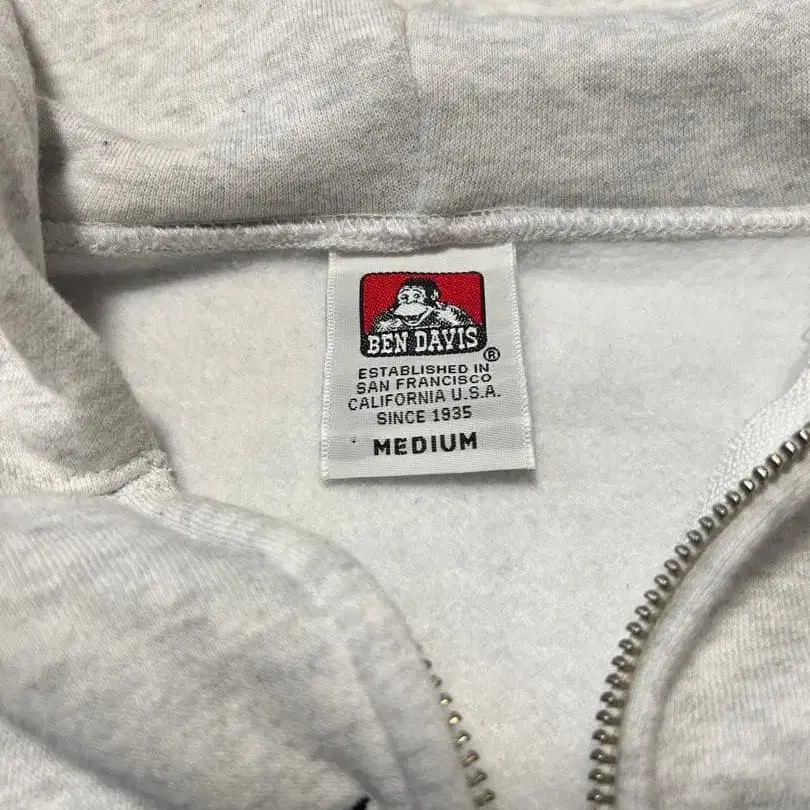 BEN DAVIS®
ESTABLISHED IN
SAN FRANCISCO
CALIFORNIA U.S.A.
SINCE 1935
MEDIUM